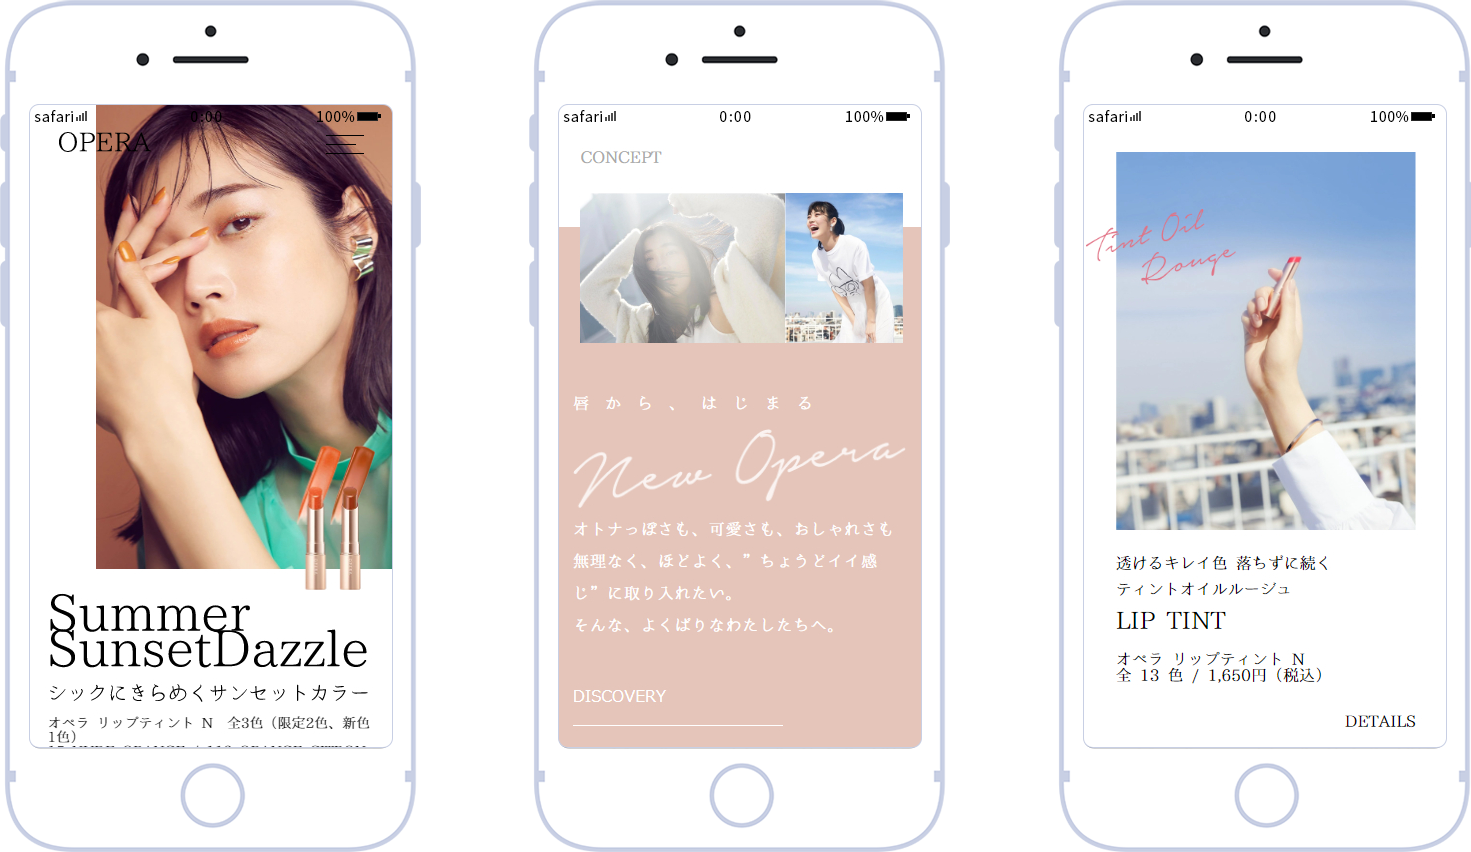 safari 0:00 100%
OPERA
Summer
SunsetDazzle
シックにきらめくサンセットカラー
オペラ リップティント N 全3色（限定2色、新色
1色）
safari 0:00 100%
CONCEPT
唇から、はじまる
New Opera
オトナっぽさも、可愛さも、おしゃれさも
無理なく、ほどよく、”ちょうどイイ感
じ”に取り入れたい。
そんな、よくばりなわたしたちへ。
DISCOVERY
safari 0:00 100%
Tint Oil
Rouge
透けるキレイ色 落ちずに続く
ティントオイルルージュ
LIP TINT
オペラ リップティント N
全 13 色 / 1,650円（税込）
DETAILS